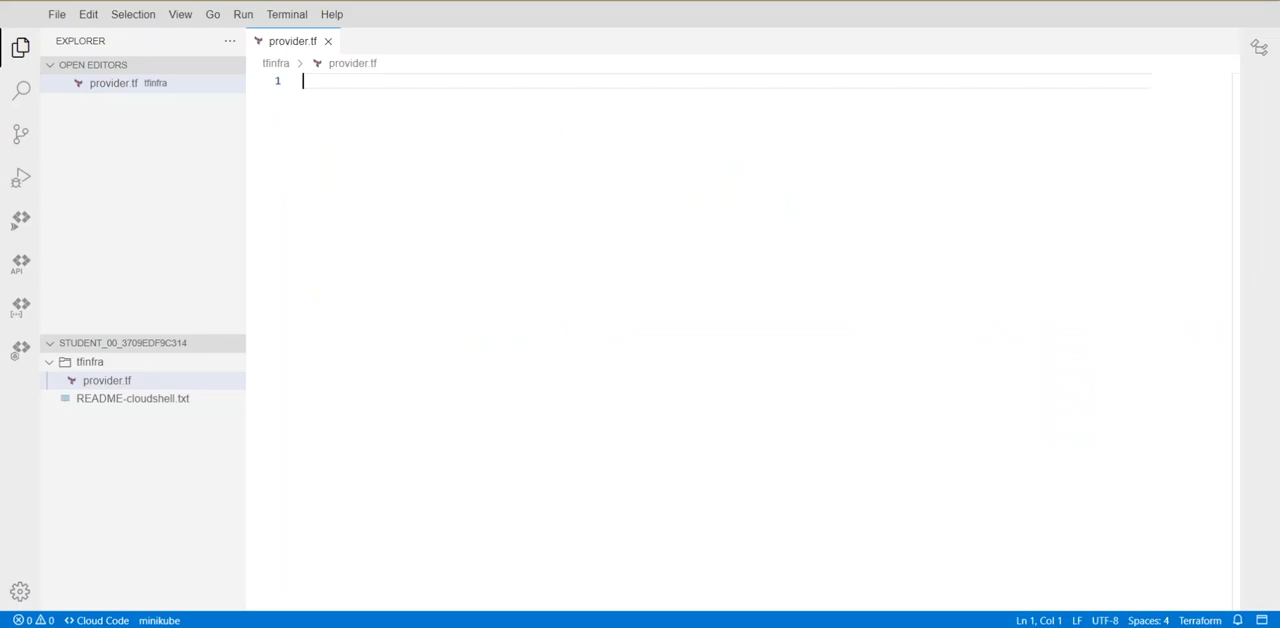 File Edit Selection View Go Run Terminal Help
EXPLORER ...
provider.tf
OPEN EDITORS
provider.tf tfinfra
tfinfra > provider.tf
1
API
STUDENT_00_3709EDF9C314
tfinfra
provider.tf
README-cloudshell.txt
0 0 Cloud Code minikube
Ln 1, Col 1 LF UTF-8 Spaces: 4 Terraform